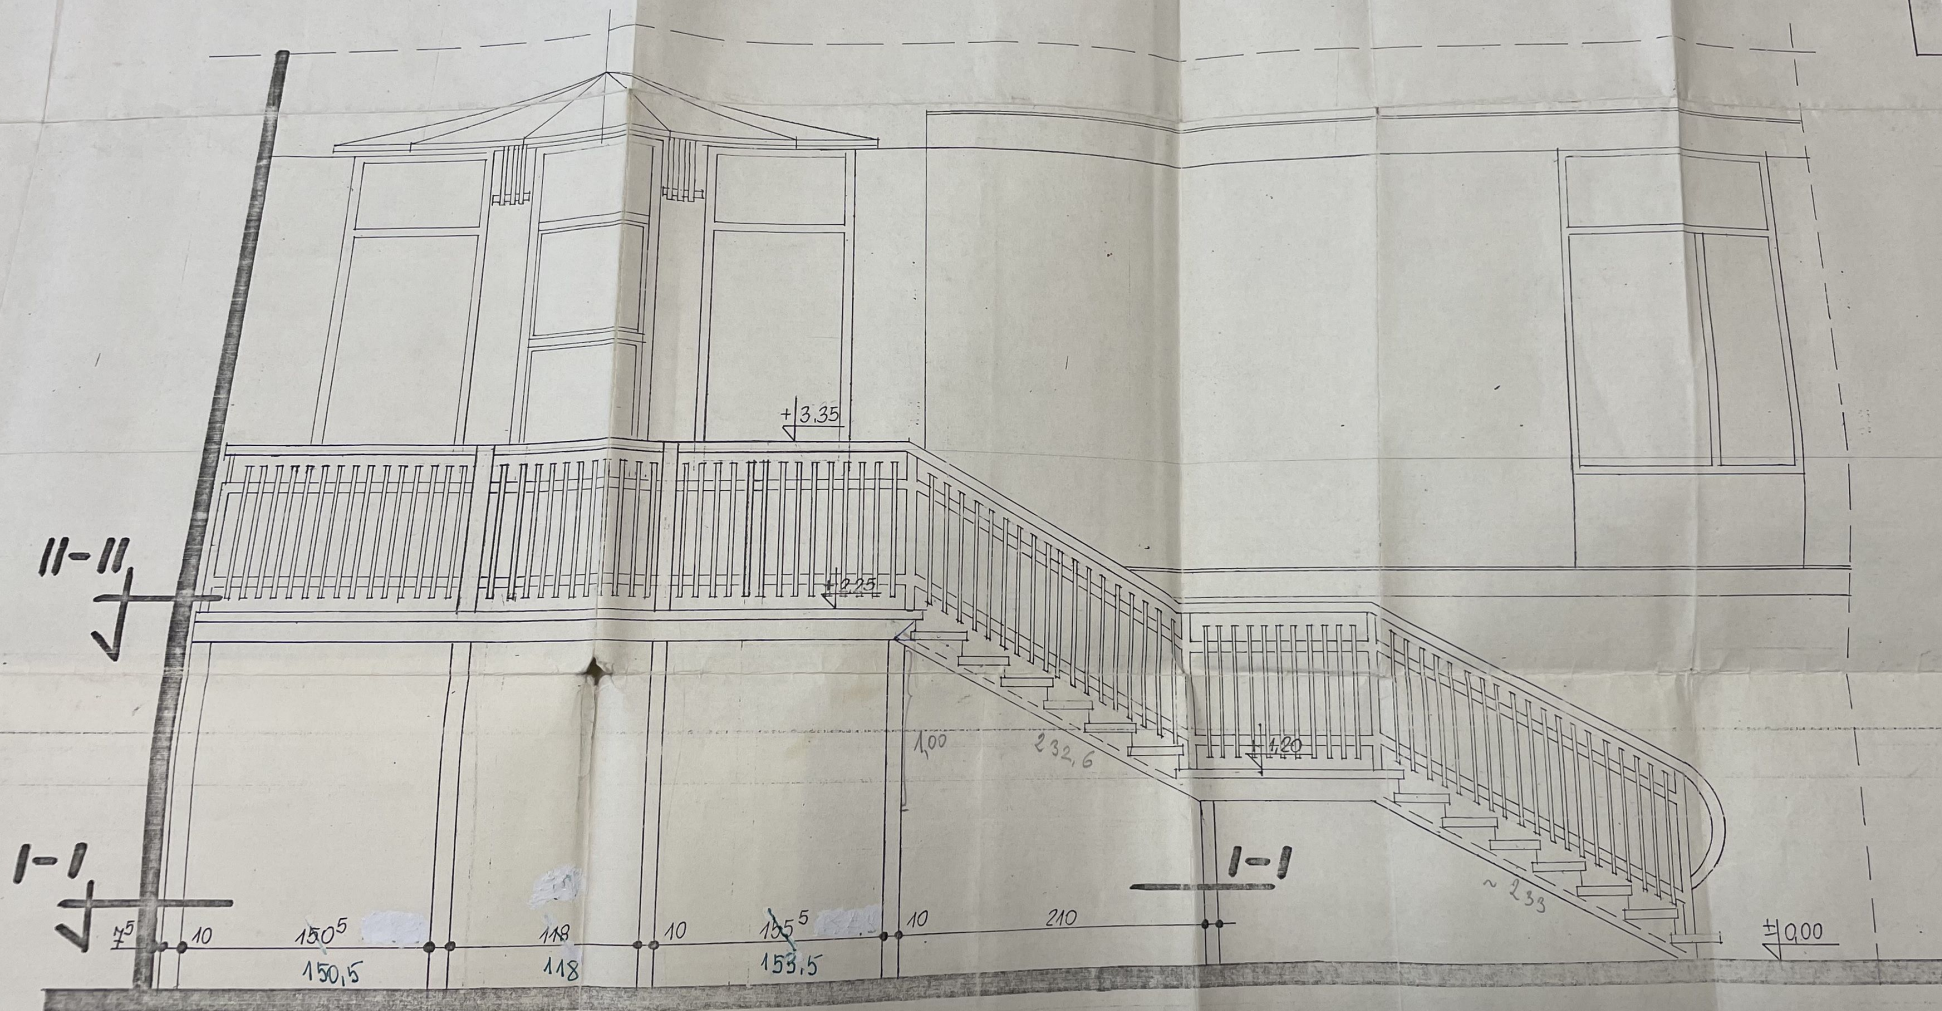 +3.35
II-II
+2,25
1,00
232,6
+1,20
I-I
I-I
~233
7⁵ 10 150⁵ 118 10 155⁵ 10 210
±0,00
150,5 118 153.5